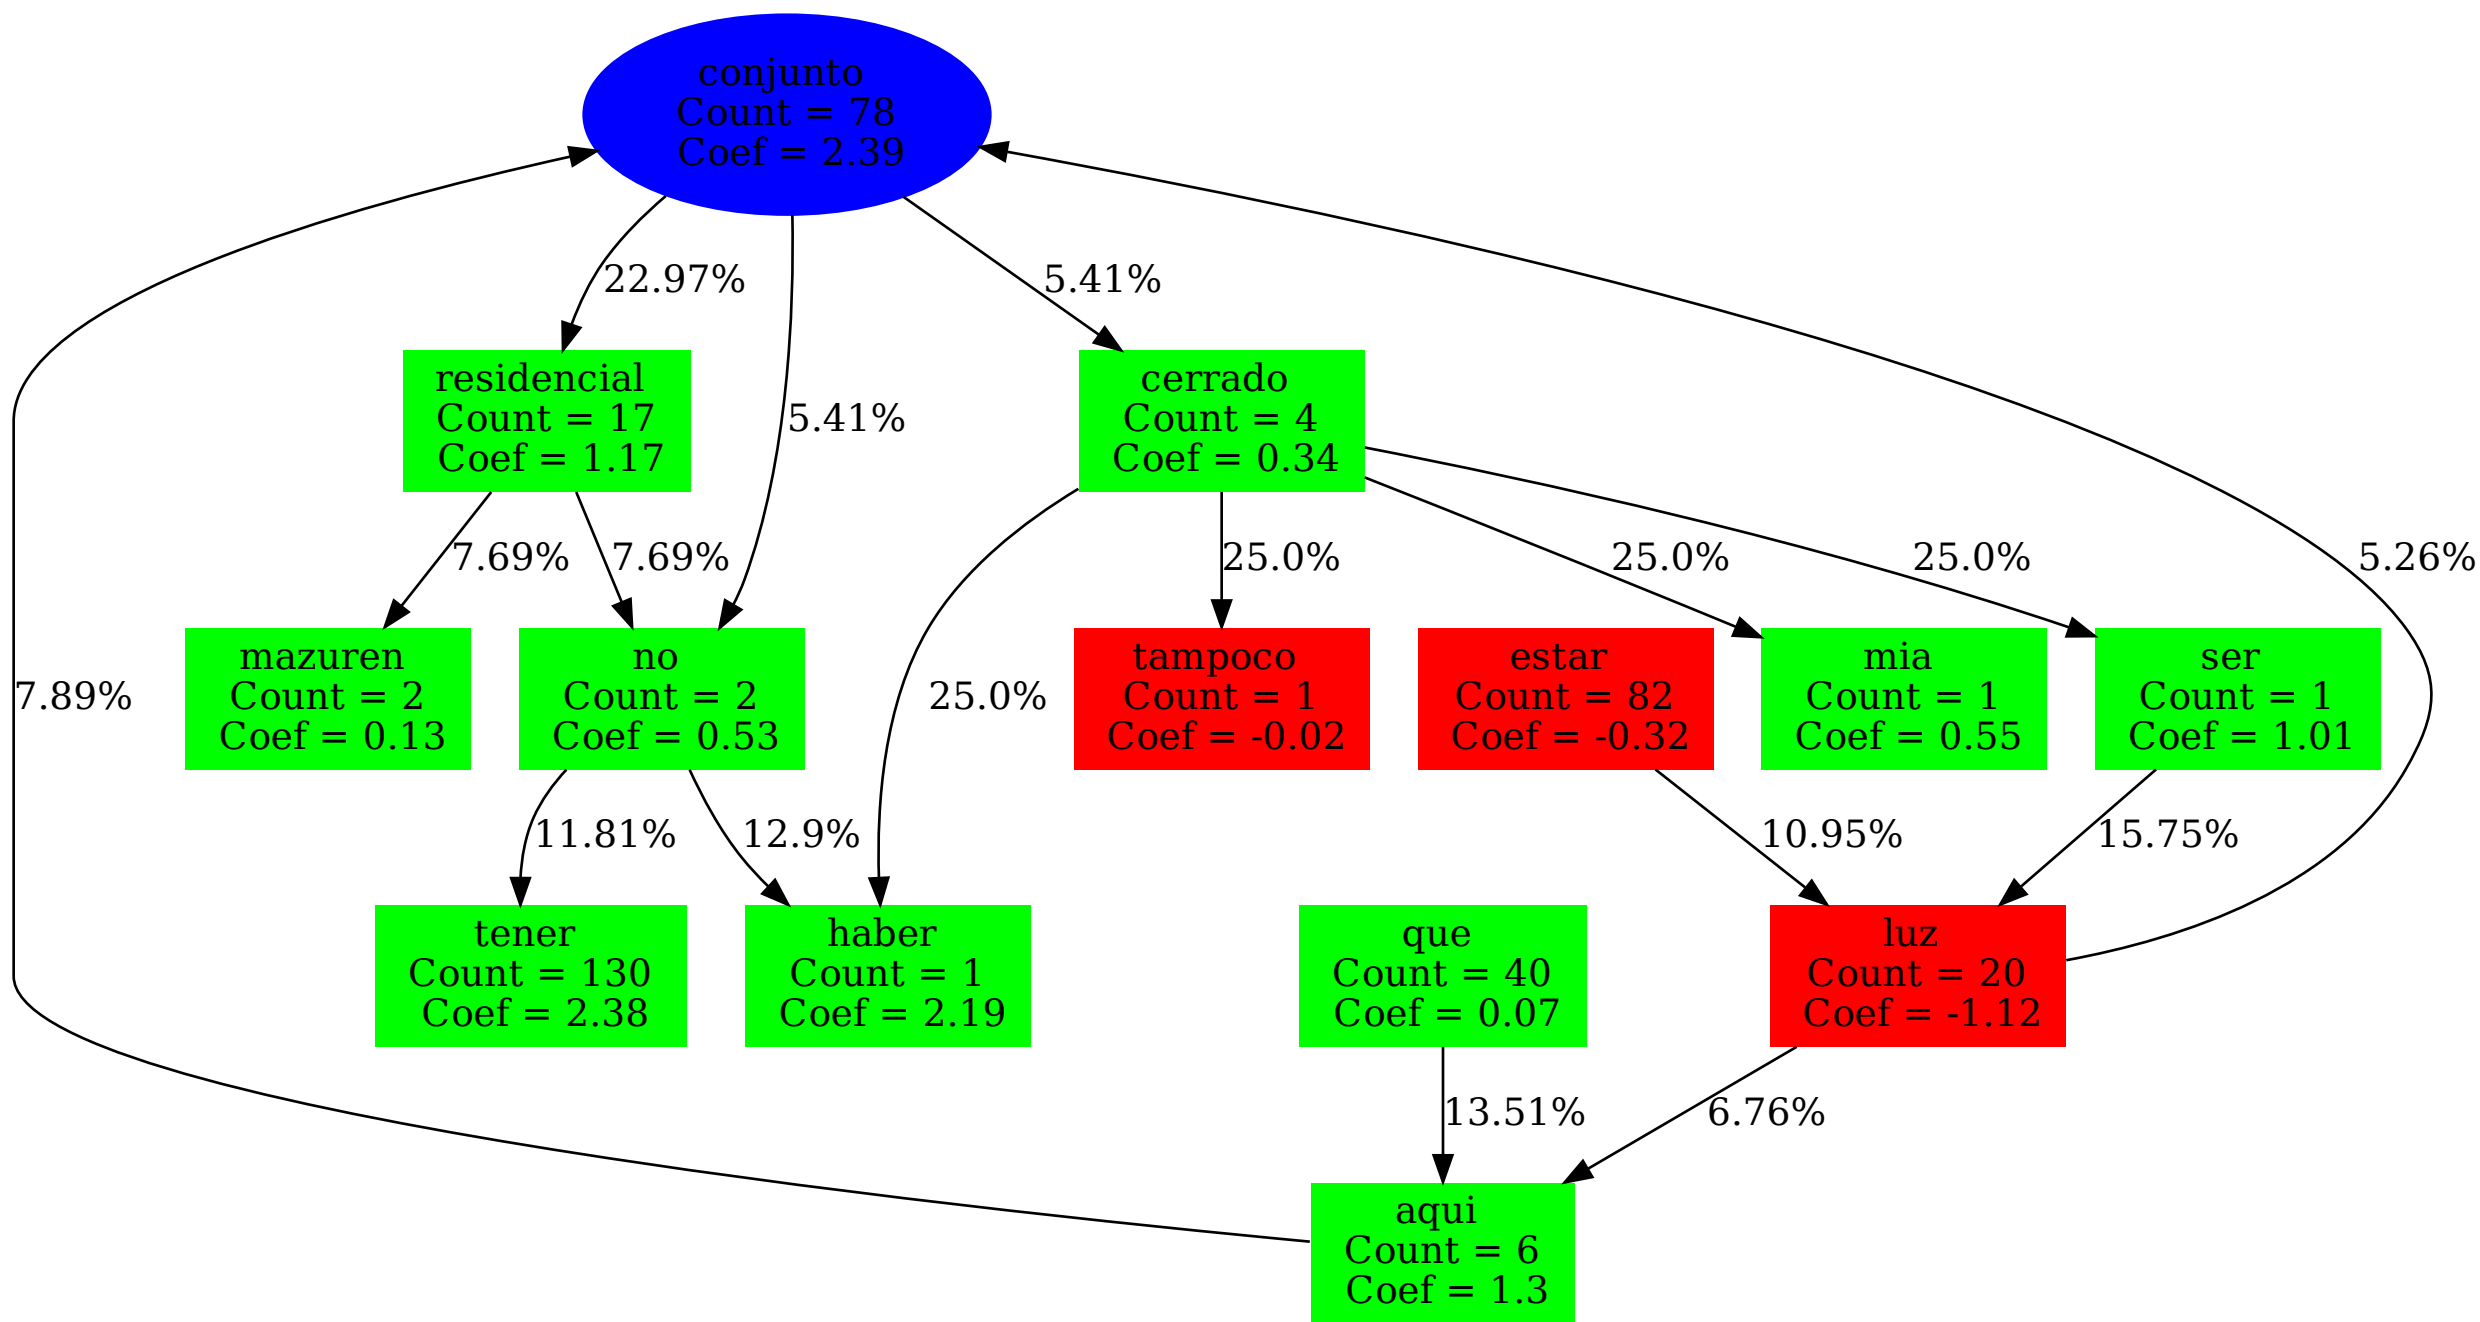 conjunto
Count = 78
Coef = 2.39
22.97%
5.41%
5.41%
residencial
Count = 17
Coef = 1.17
cerrado
Count = 4
Coef = 0.34
7.69%
7.69%
25.0%
25.0%
25.0%
5.26%
7.89%
mazuren
Count = 2
Coef = 0.13
no
Count = 2
Coef = 0.53
25.0%
tampoco
Count = 1
Coef = -0.02
estar
Count = 82
Coef = -0.32
mia
Count = 1
Coef = 0.55
ser
Count = 1
Coef = 1.01
11.81%
12.9%
10.95%
15.75%
tener
Count = 130
Coef = 2.38
haber
Count = 1
Coef = 2.19
que
Count = 40
Coef = 0.07
luz
Count = 20
Coef = -1.12
13.51%
6.76%
aqui
Count = 6
Coef = 1.3